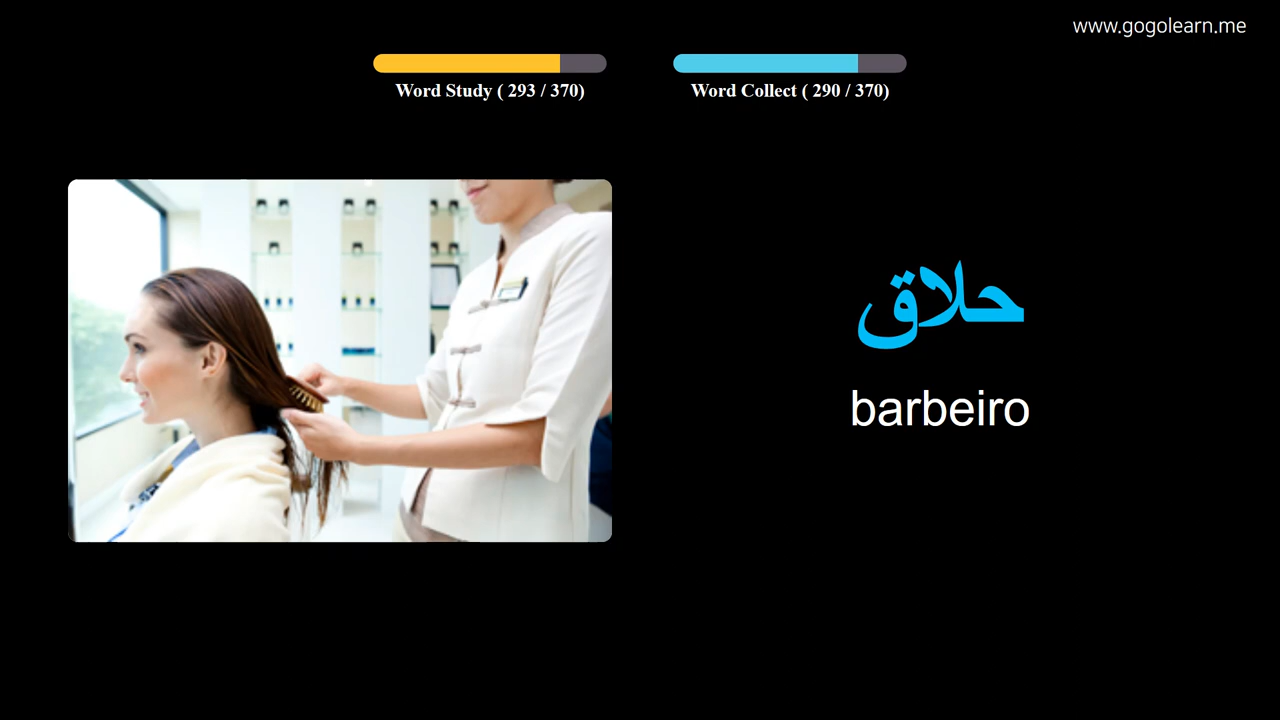 www.gogolearn.me
Word Study ( 293 / 370)
Word Collect ( 290 / 370)
حلاق
barbeiro